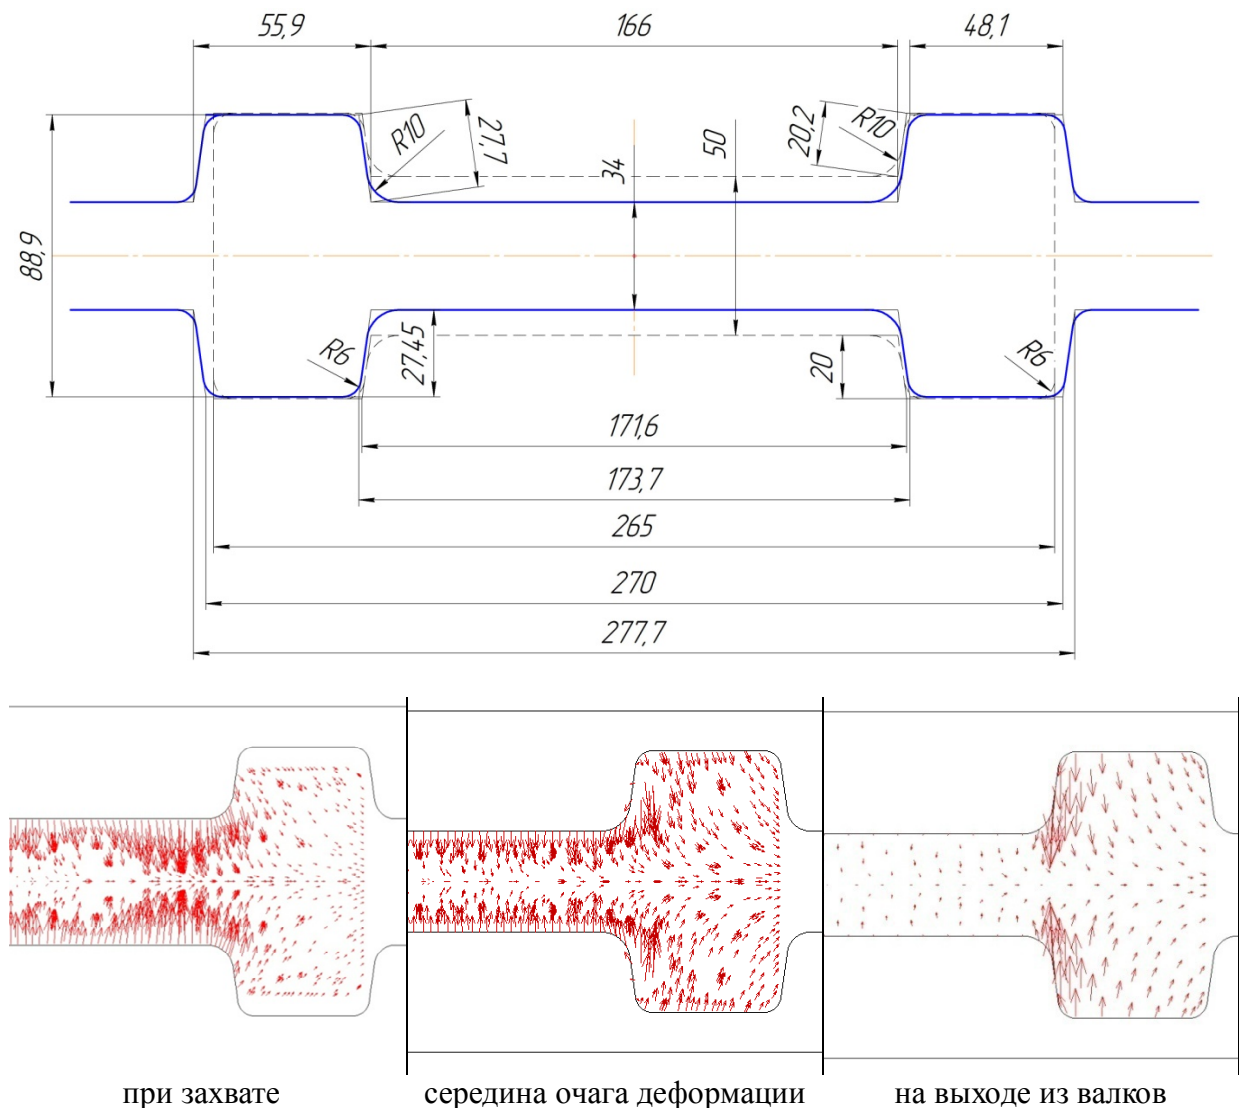 55,9 166 48,1
R10 27,7 34 50 20,2 R10
88,9
R6 27,45 20 R6
171,6
173,7
265
270
277,7
при захвате середина очага деформации на выходе из валков